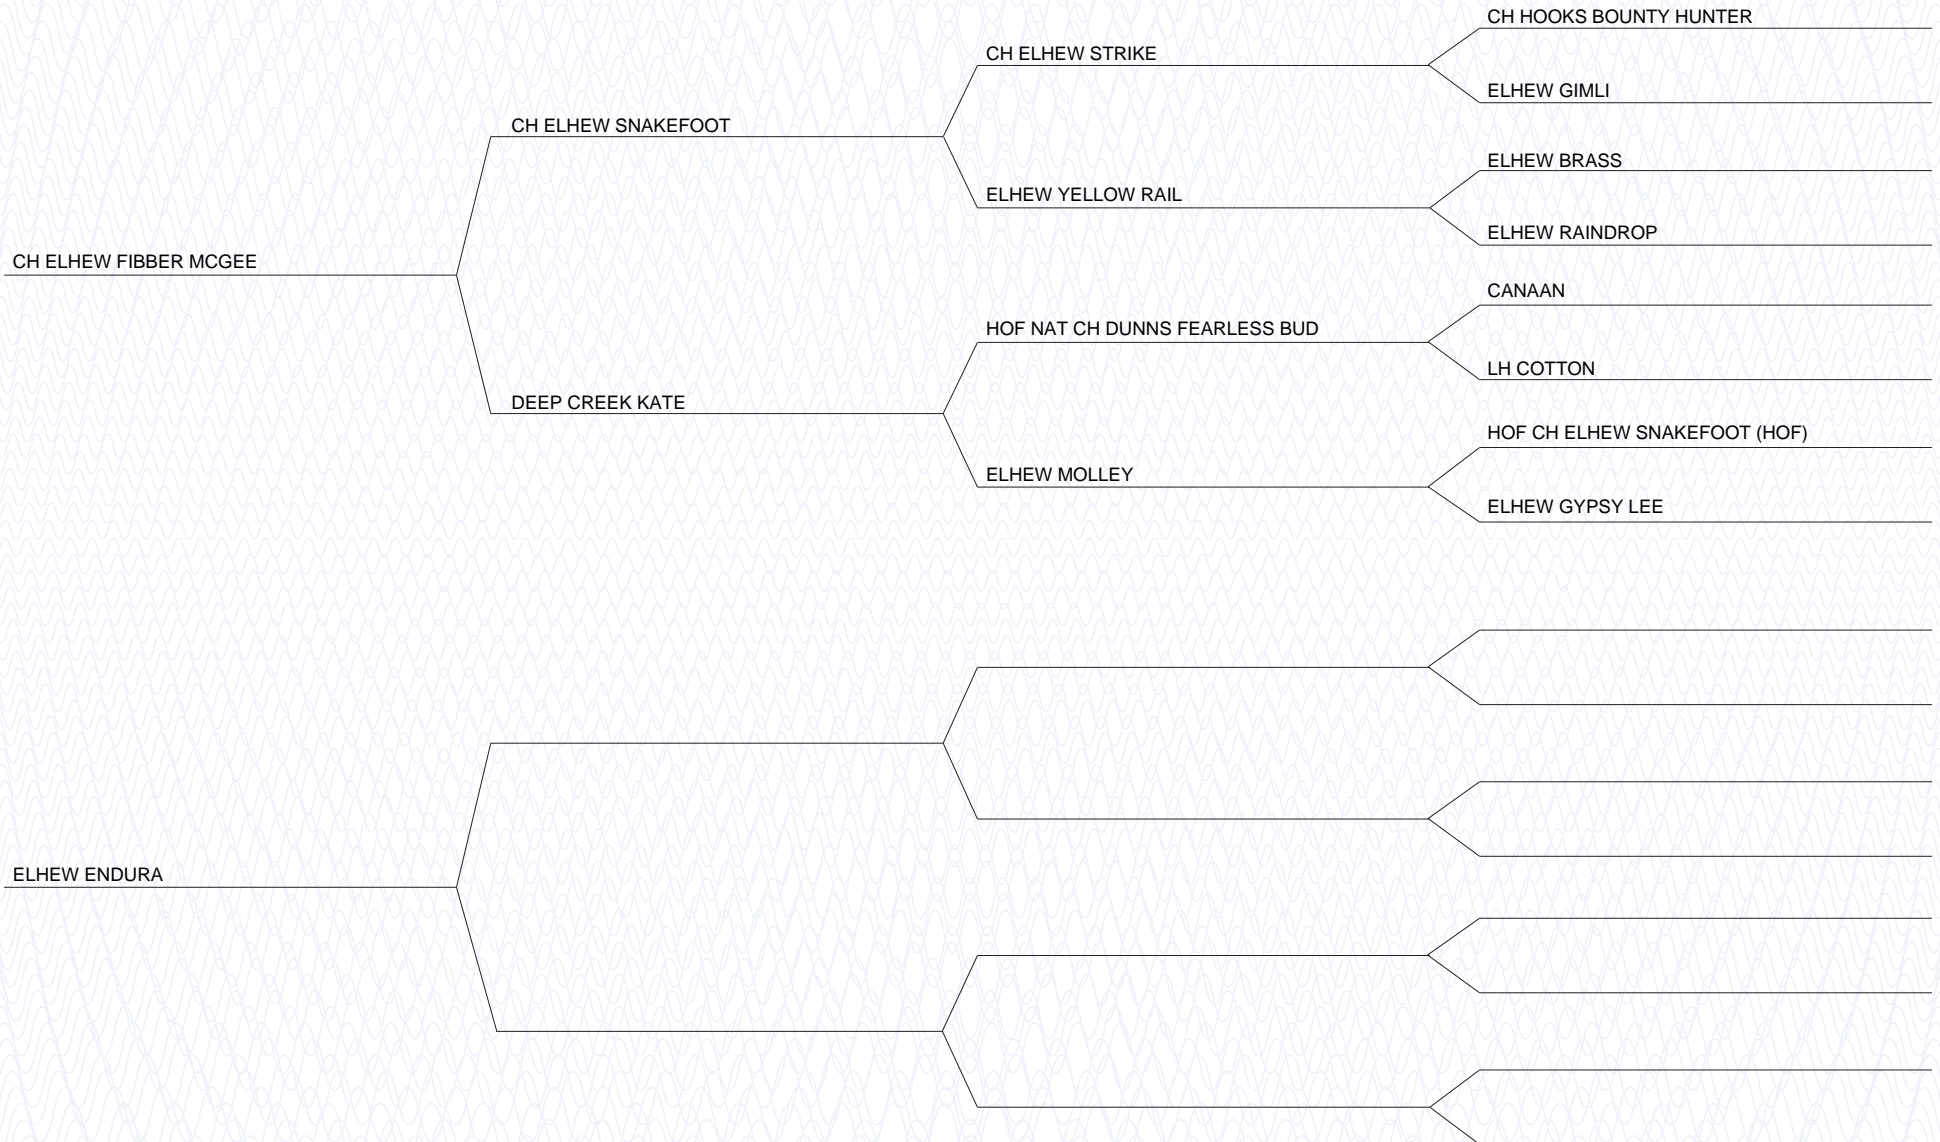 CH HOOKS BOUNTY HUNTER
CH ELHEW STRIKE
ELHEW GIMLI
CH ELHEW SNAKEFOOT
ELHEW BRASS
ELHEW YELLOW RAIL
ELHEW RAINDROP
CH ELHEW FIBBER MCGEE
CANAAN
HOF NAT CH DUNNS FEARLESS BUD
LH COTTON
DEEP CREEK KATE
HOF CH ELHEW SNAKEFOOT (HOF)
ELHEW MOLLEY
ELHEW GYPSY LEE
ELHEW ENDURA